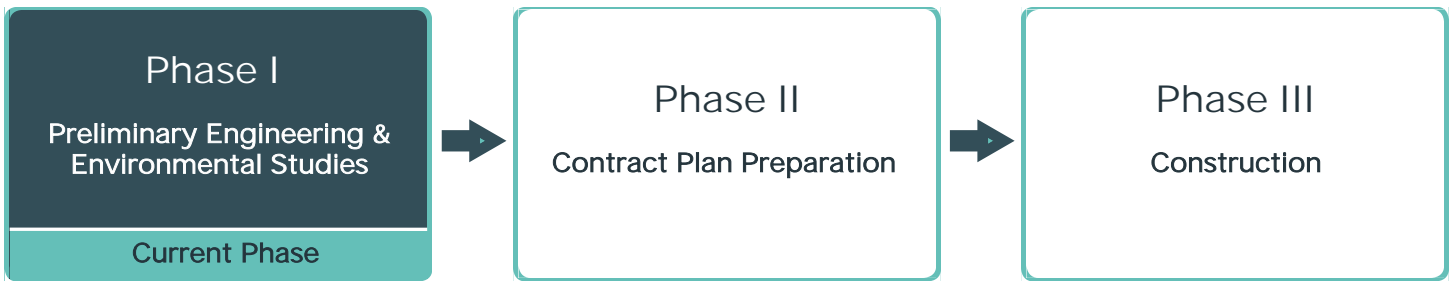 Phase I
Preliminary Engineering &
Environmental Studies
Current Phase
Phase II
Contract Plan Preparation
Phase III
Construction